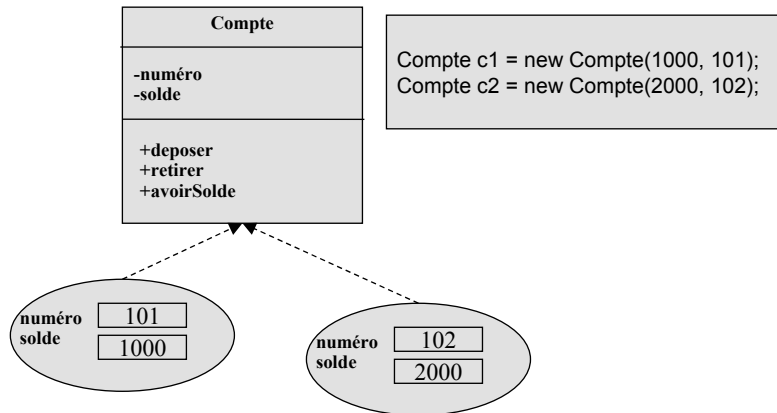 Compte
-numéro
-solde
+deposer
+retirer
+avoirSolde
Compte c1 = new Compte(1000, 101);
Compte c2 = new Compte(2000, 102);
numéro 101
solde 1000
numéro 102
solde 2000